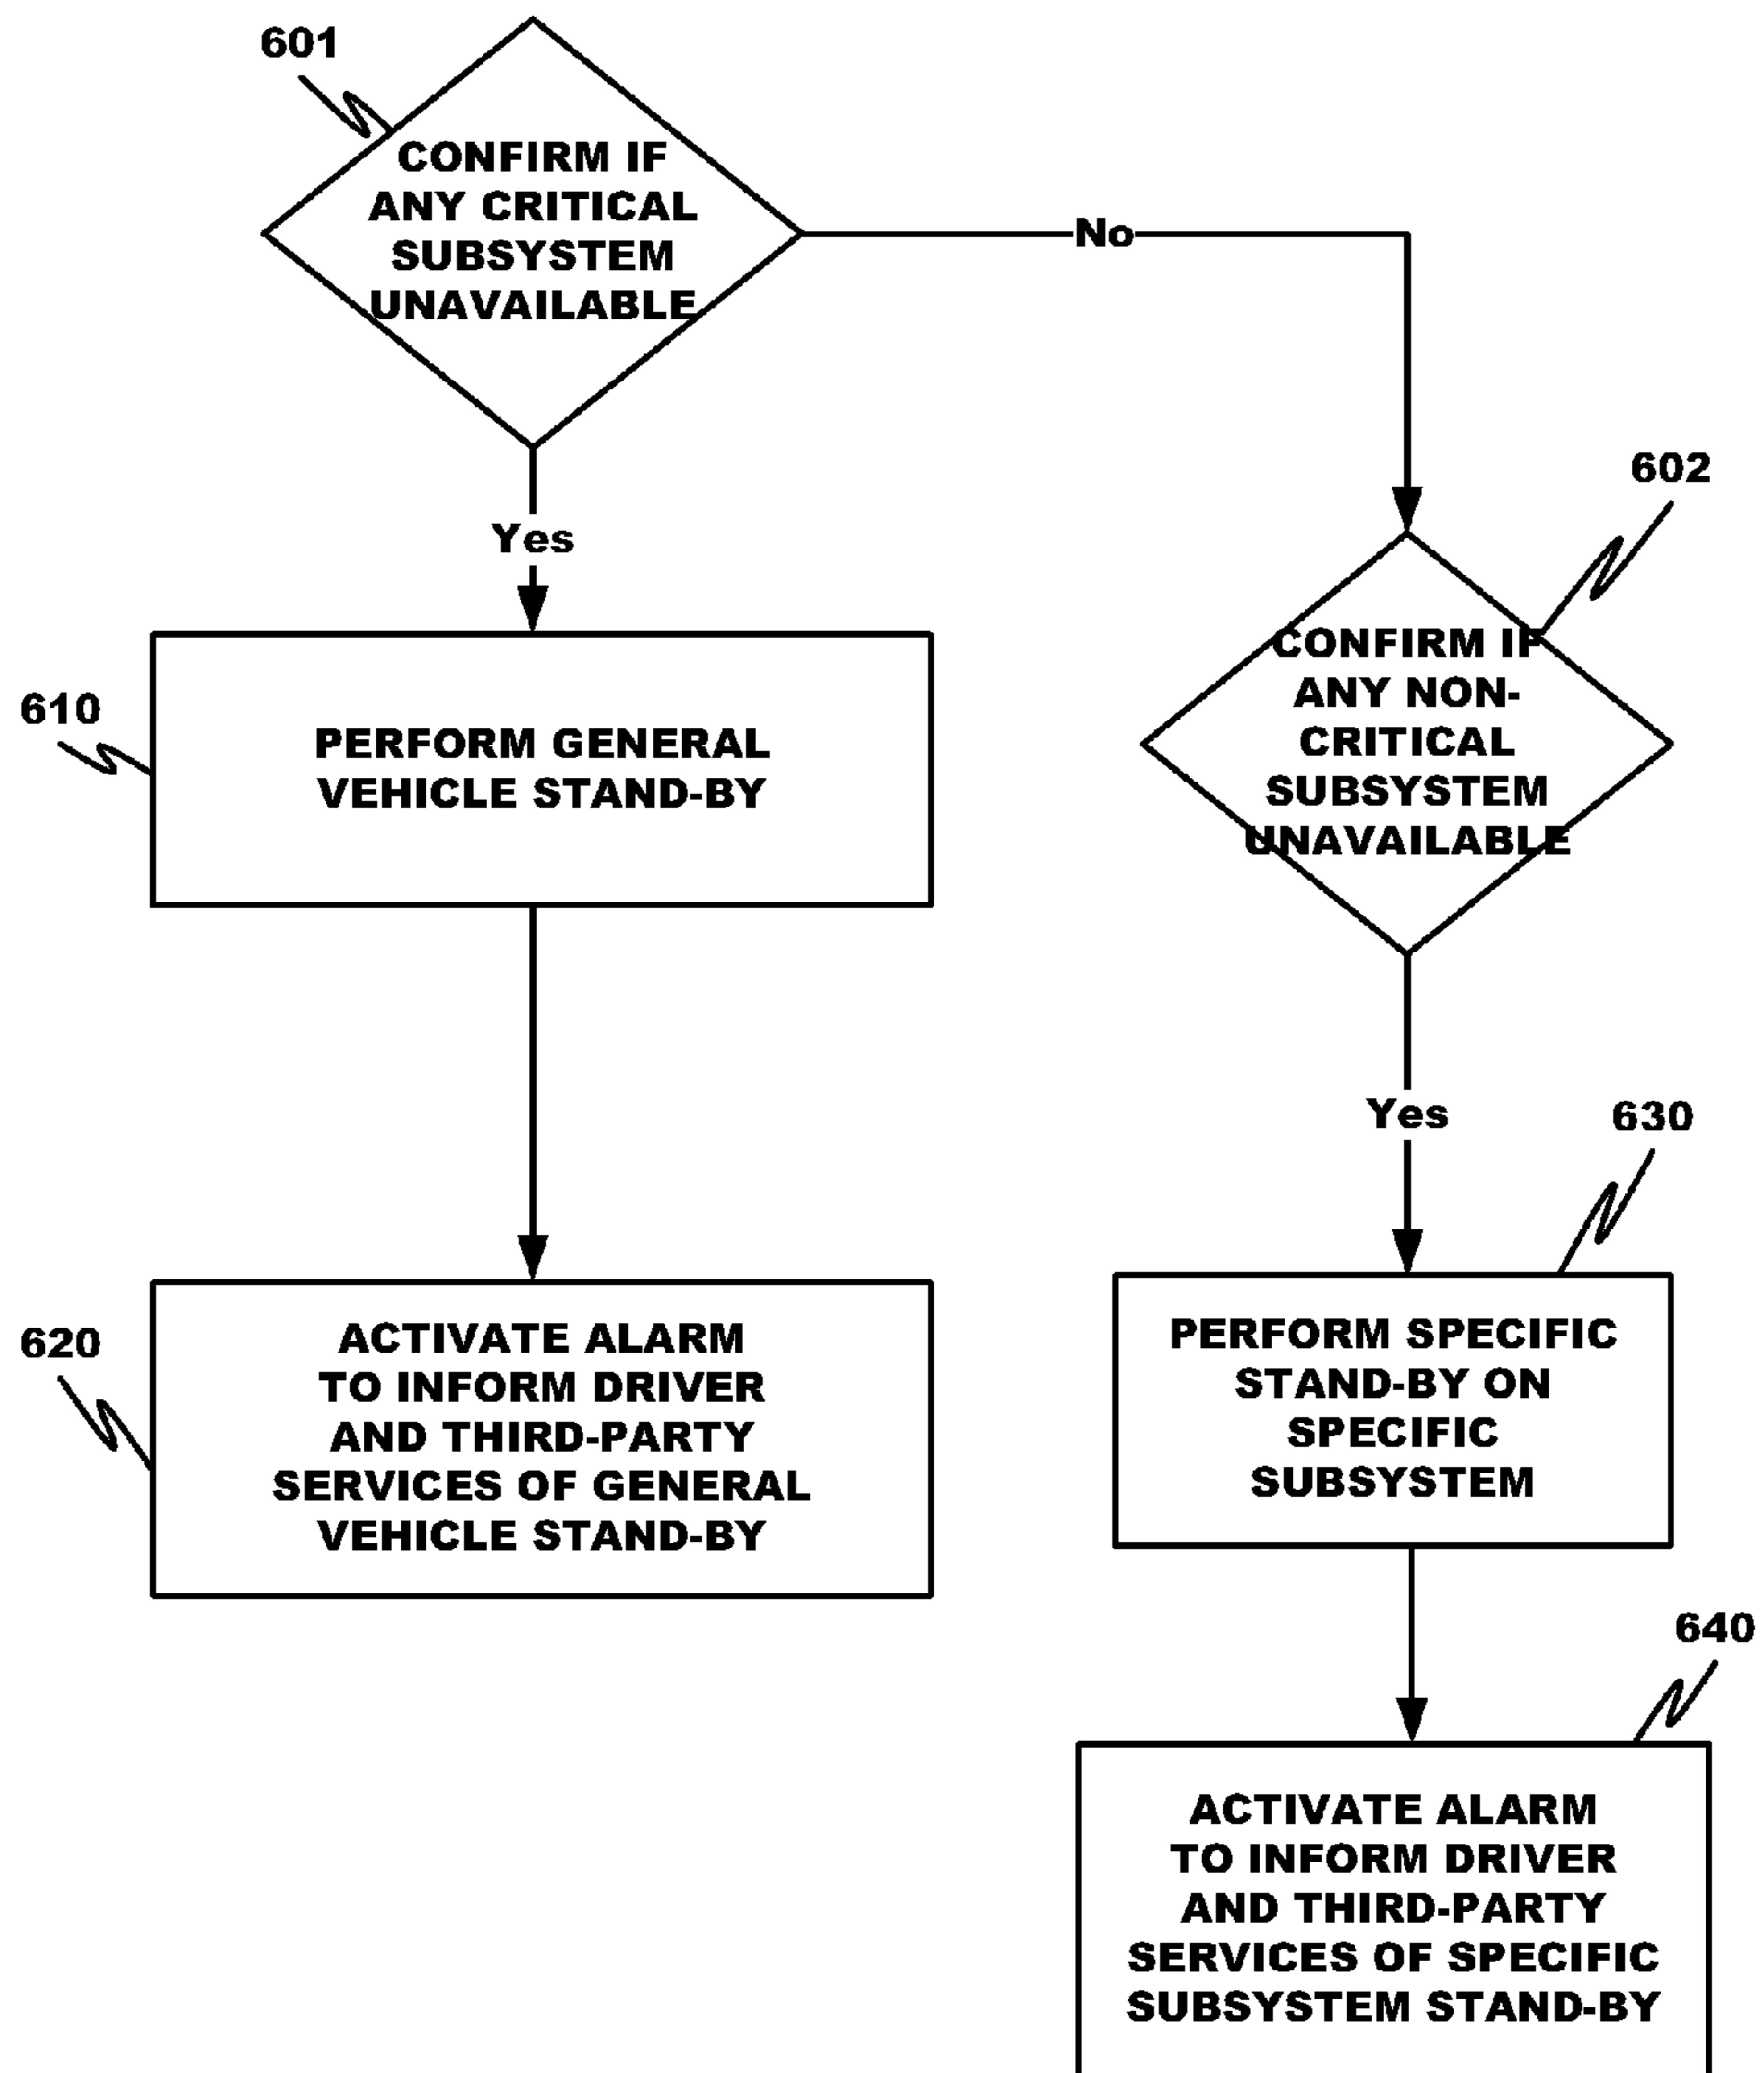 601
CONFIRM IF
ANY CRITICAL
SUBSYSTEM
UNAVAILABLE
No
Yes
602
CONFIRM IF
ANY NON-
CRITICAL
SUBSYSTEM
UNAVAILABLE
610
PERFORM GENERAL
VEHICLE STAND-BY
Yes
630
620
ACTIVATE ALARM
TO INFORM DRIVER
AND THIRD-PARTY
SERVICES OF GENERAL
VEHICLE STAND-BY
PERFORM SPECIFIC
STAND-BY ON
SPECIFIC
SUBSYSTEM
640
ACTIVATE ALARM
TO INFORM DRIVER
AND THIRD-PARTY
SERVICES OF SPECIFIC
SUBSYSTEM STAND-BY